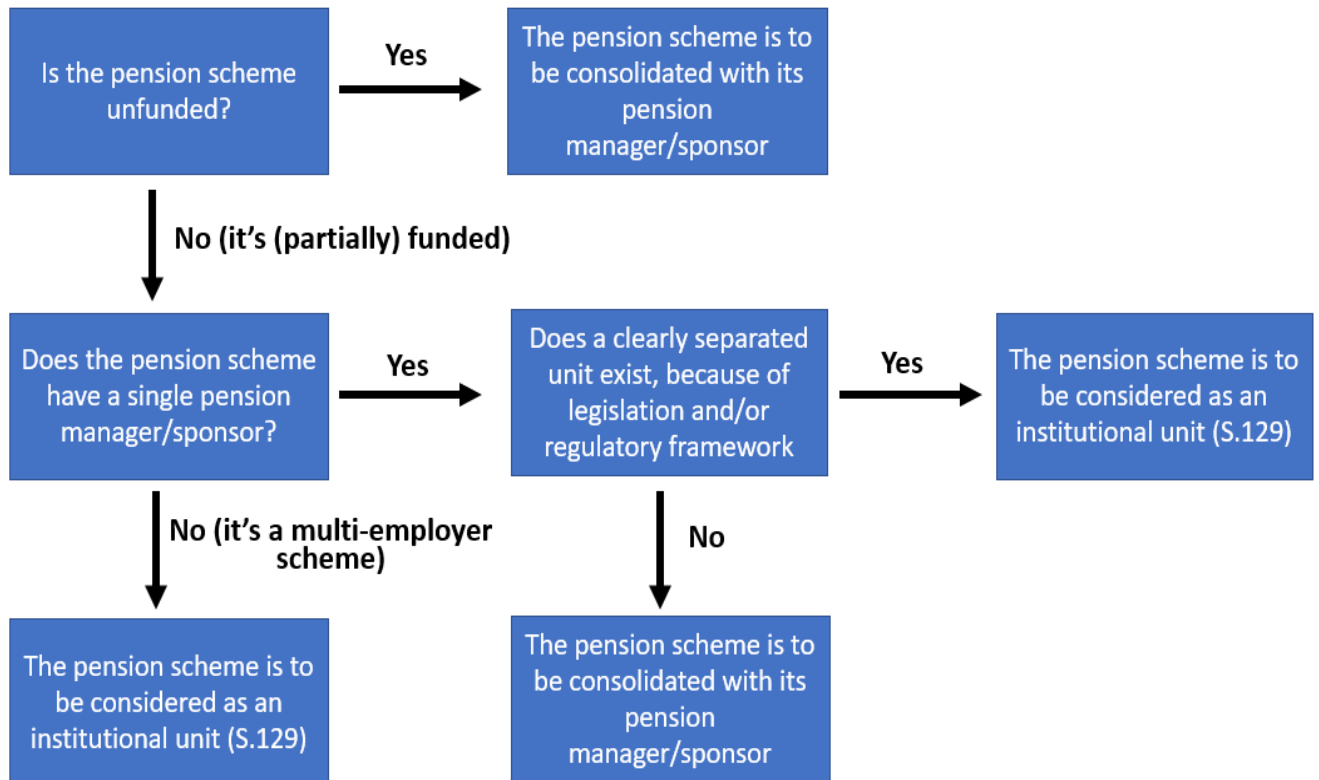 Is the pension scheme
unfunded?
Yes
The pension scheme is to
be consolidated with its
pension
manager/sponsor
No (it's (partially) funded)
Does the pension scheme
have a single pension
manager/sponsor?
Yes
Does a clearly separated
unit exist, because of
legislation and/or
regulatory framework
Yes
The pension scheme is to
be considered as an
institutional unit (S.129)
No (it's a multi-employer
scheme)
No
The pension scheme is to
be considered as an
institutional unit (S.129)
The pension scheme is to
be consolidated with its
pension
manager/sponsor